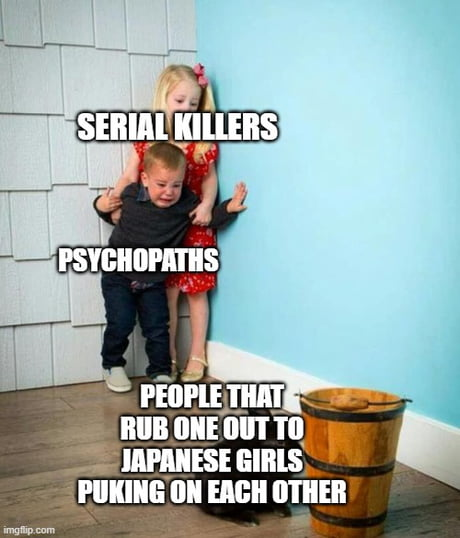 SERIAL KILLERS
PSYCHOPATHS
PEOPLE THAT
RUB ONE OUT TO
JAPANESE GIRLS
PUKING ON EACH OTHER
imgflip.com